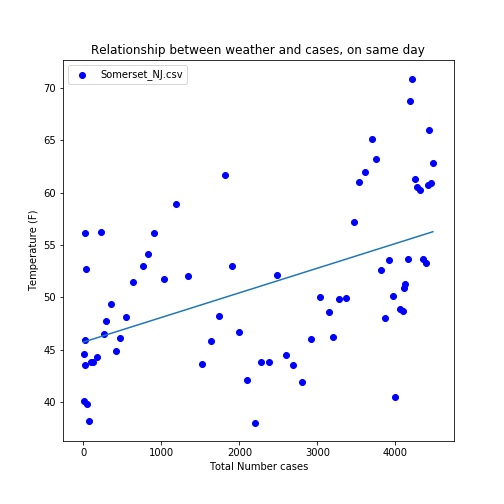 Relationship between weather and cases, on same day
Somerset_NJ.csv
70
65
60
55
50
45
40
Temperature (F)
0 1000 2000 3000 4000
Total Number cases